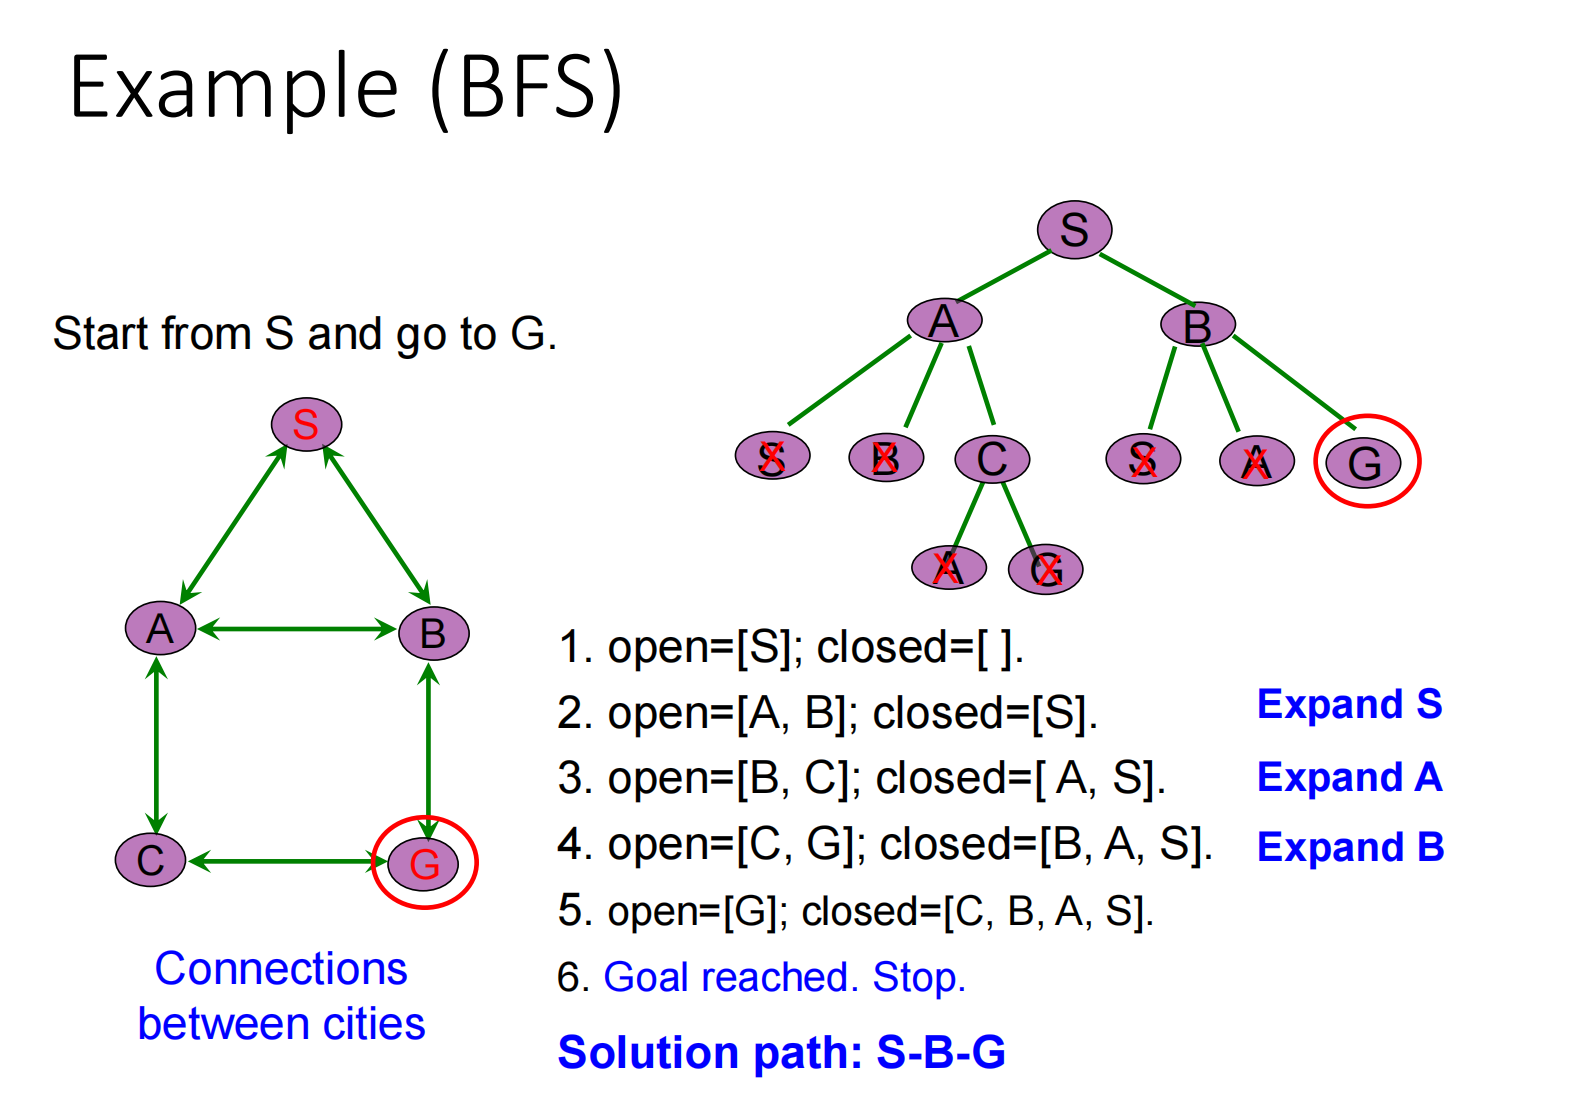 Example (BFS)
Start from S and go to G.
S
A
B
C
G
Connections
between cities
S
A
B
S
B
C
S
A
G
A
G
1. open=[S]; closed=[ ].
2. open=[A, B]; closed=[S].
Expand S
3. open=[B, C]; closed=[ A, S].
Expand A
4. open=[C, G]; closed=[B, A, S].
Expand B
5. open=[G]; closed=[C, B, A, S].
6. Goal reached. Stop.
Solution path: S-B-G